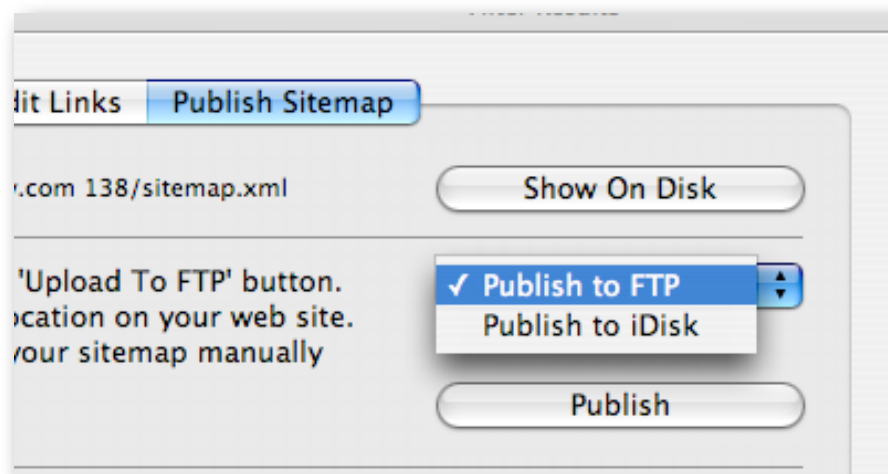 dit Links Publish Sitemap
.com 138/sitemap.xml Show On Disk
'Upload To FTP' button. ✓ Publish to FTP
ocation on your web site. Publish to iDisk
your sitemap manually
Publish